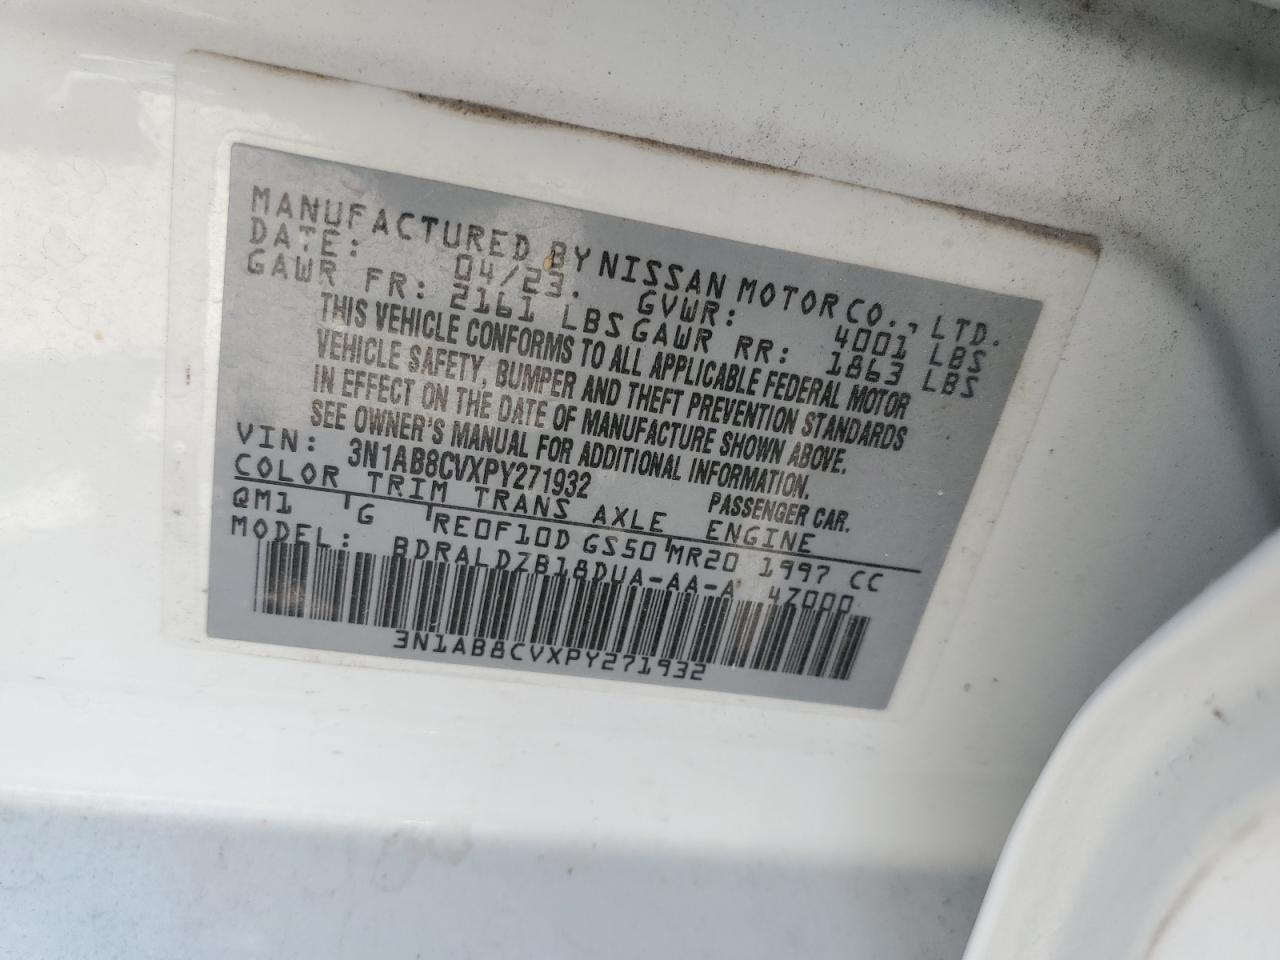 MANUFACTURED BY NISSAN MOTOR CO., LTD.
DATE: 04/23. GVWR: 4001 LBS
GAWR FR: 2161 LBS GAWR RR: 1863 LBS
THIS VEHICLE CONFORMS TO ALL APPLICABLE FEDERAL MOTOR
VEHICLE SAFETY, BUMPER AND THEFT PREVENTION STANDARDS
IN EFFECT ON THE DATE OF MANUFACTURE SHOWN ABOVE.
SEE OWNER'S MANUAL FOR ADDITIONAL INFORMATION.
VIN: 3N1AB8CVXPY271932 PASSENGER CAR.
COLOR TRIM TRANS AXLE ENGINE
QM1 G RE0F10D GS50 MR20 1997 CC
MODEL: BDRALDZB18DUA-AA-A 4Z000
3N1AB8CVXPY271932